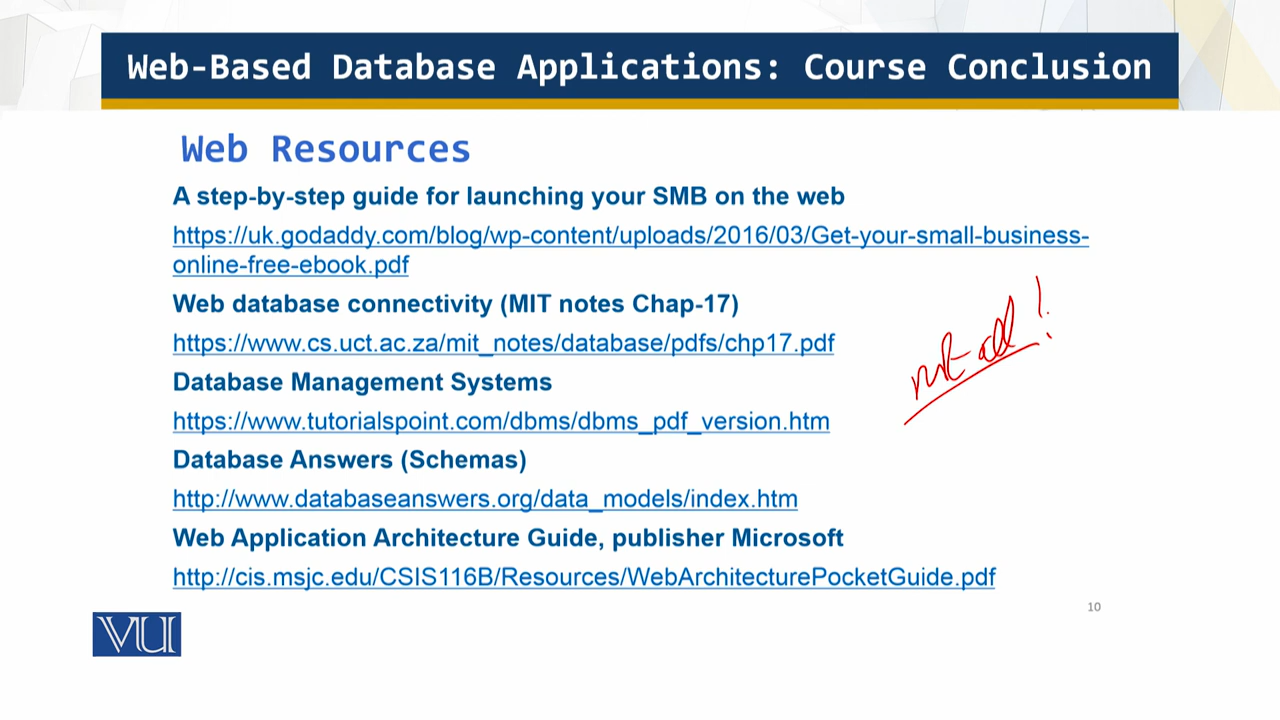 Web-Based Database Applications: Course Conclusion
Web Resources
A step-by-step guide for launching your SMB on the web
https://uk.godaddy.com/blog/wp-content/uploads/2016/03/Get-your-small-business-
online-free-ebook.pdf
Web database connectivity (MIT notes Chap-17)
https://www.cs.uct.ac.za/mit_notes/database/pdfs/chp17.pdf
not all!
Database Management Systems
https://www.tutorialspoint.com/dbms/dbms_pdf_version.htm
Database Answers (Schemas)
http://www.databaseanswers.org/data_models/index.htm
Web Application Architecture Guide, publisher Microsoft
http://cis.msjc.edu/CSIS116B/Resources/WebArchitecturePocketGuide.pdf
10
VU